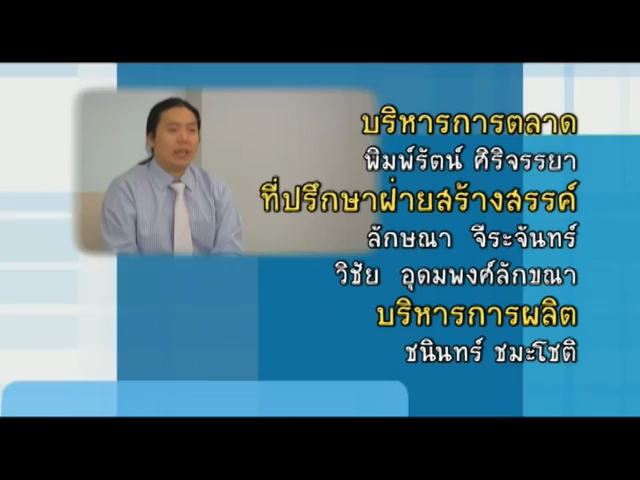 บริหารการตลาด
พิมพ์รัตน์ ศิริจรรยา
ที่ปรึกษาฝ่ายสร้างสรรค์
ลักษณา จีระจันทร์
วิชัย อุดมพงศ์ลักขณา
บริหารการผลิต
ชนินทร์ ชมะโชติ